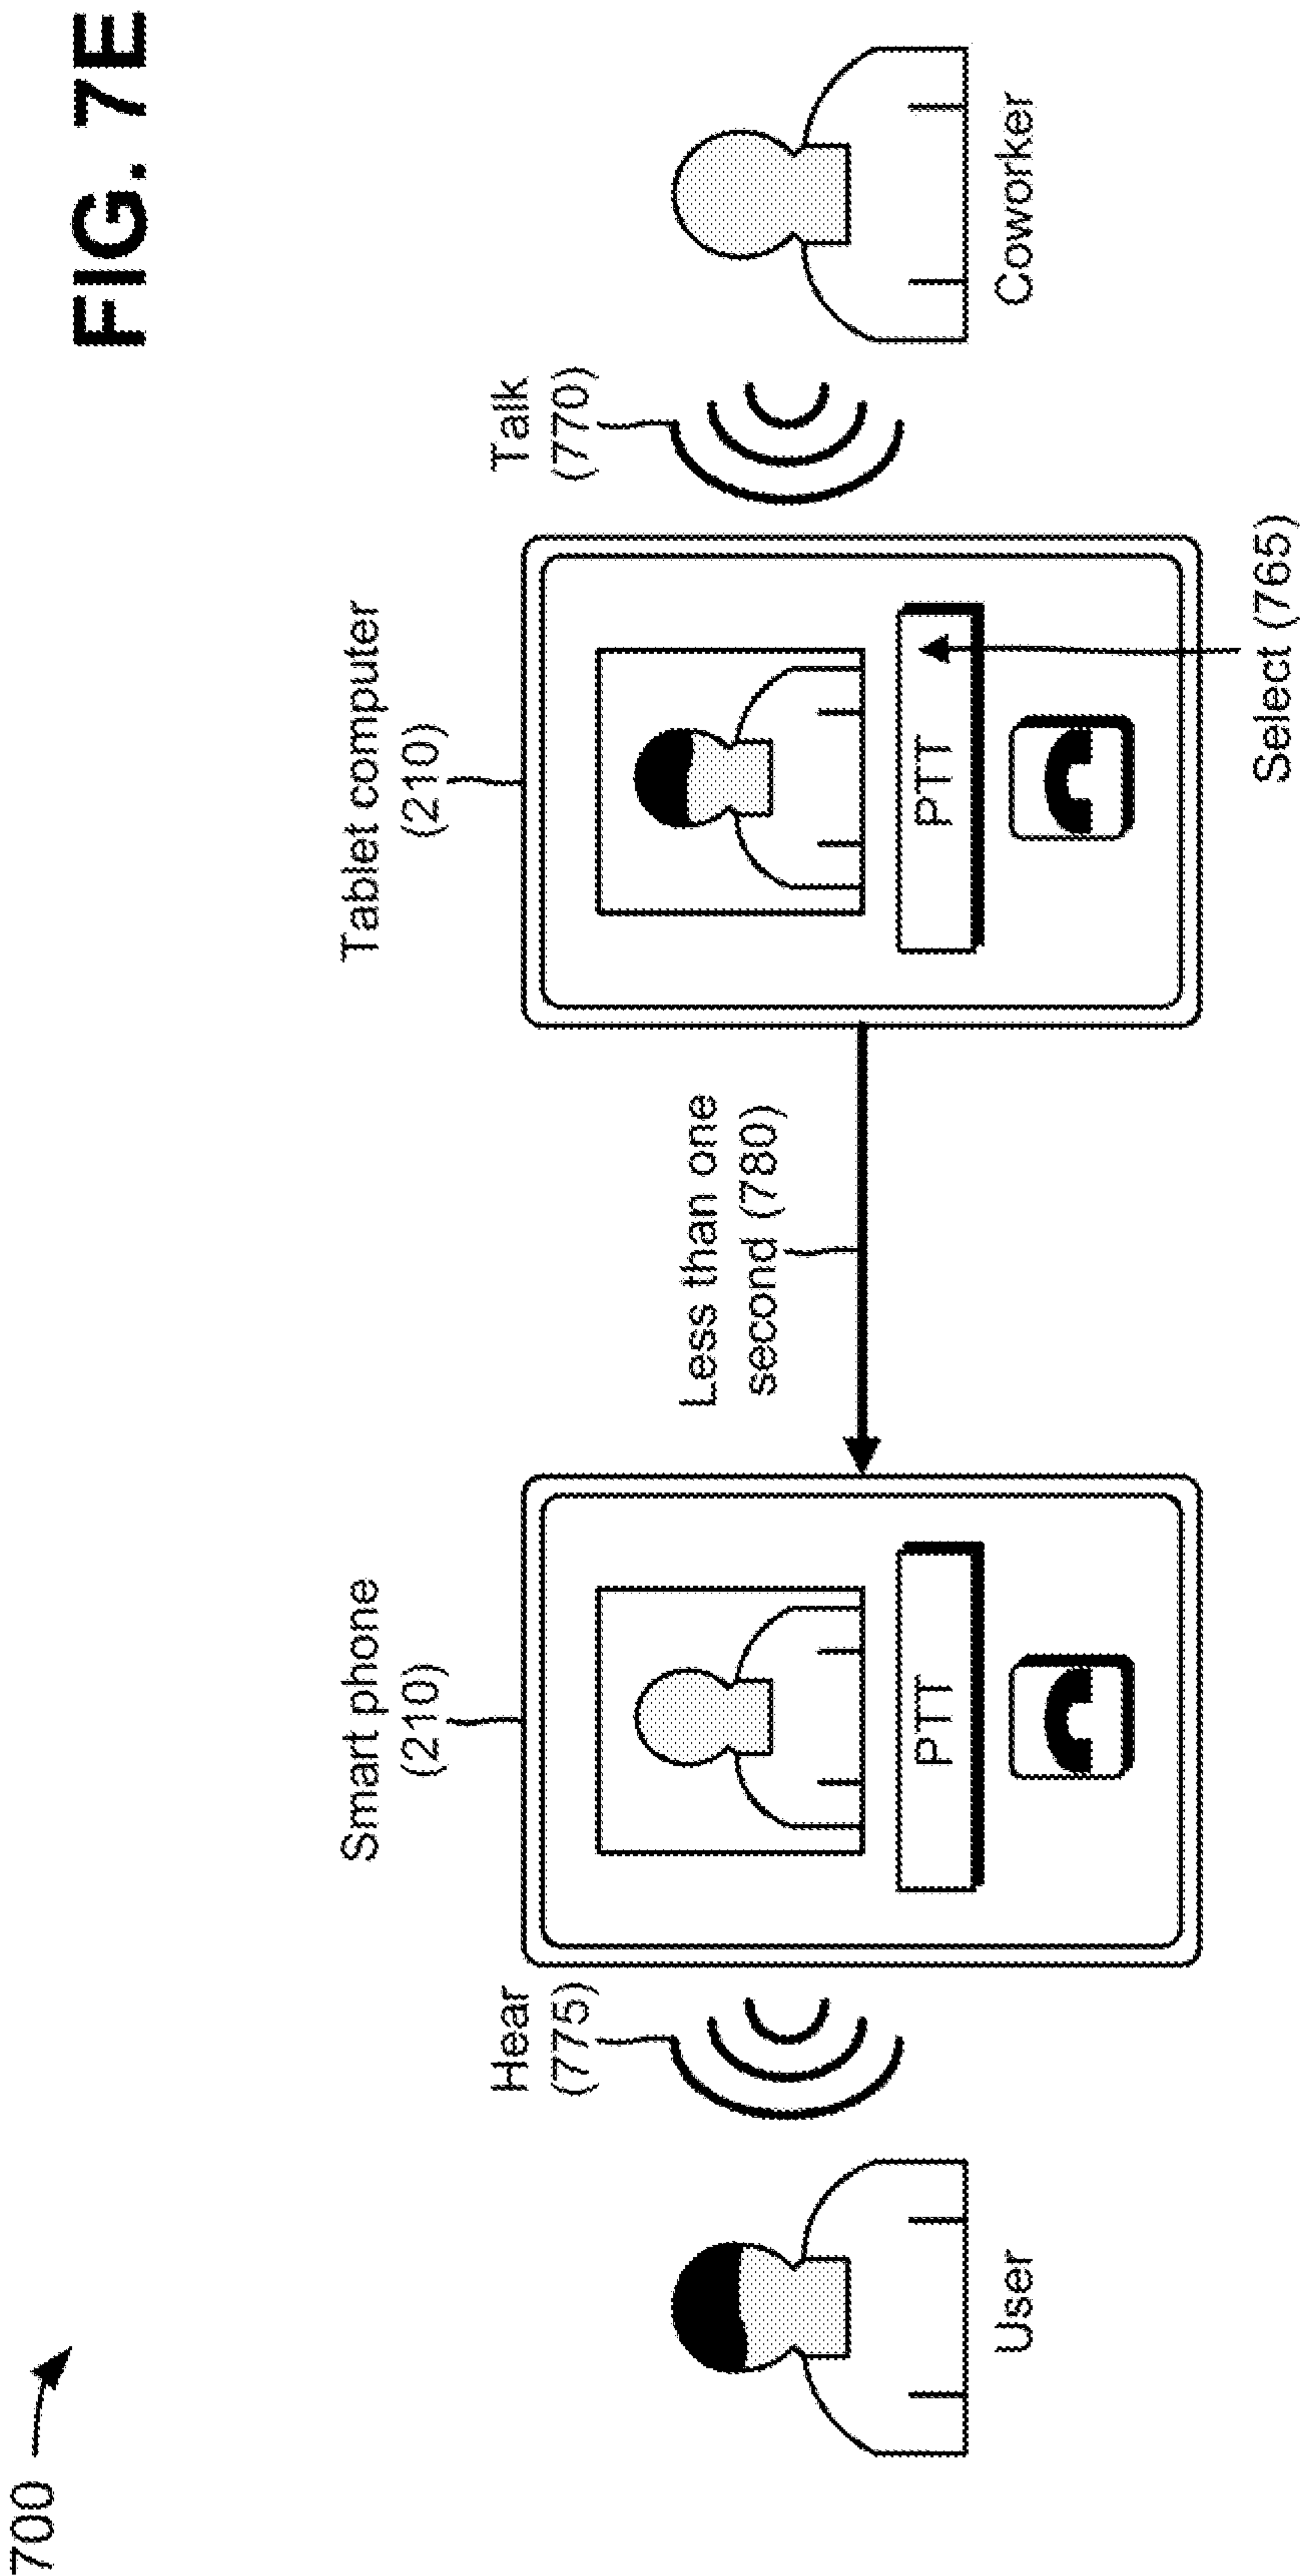 700
FIG. 7E
Smart phone
(210)
Tablet computer
(210)
Hear
(775)
Talk
(770)
Less than one
second (780)
PTT
PTT
User
Coworker
Select (765)